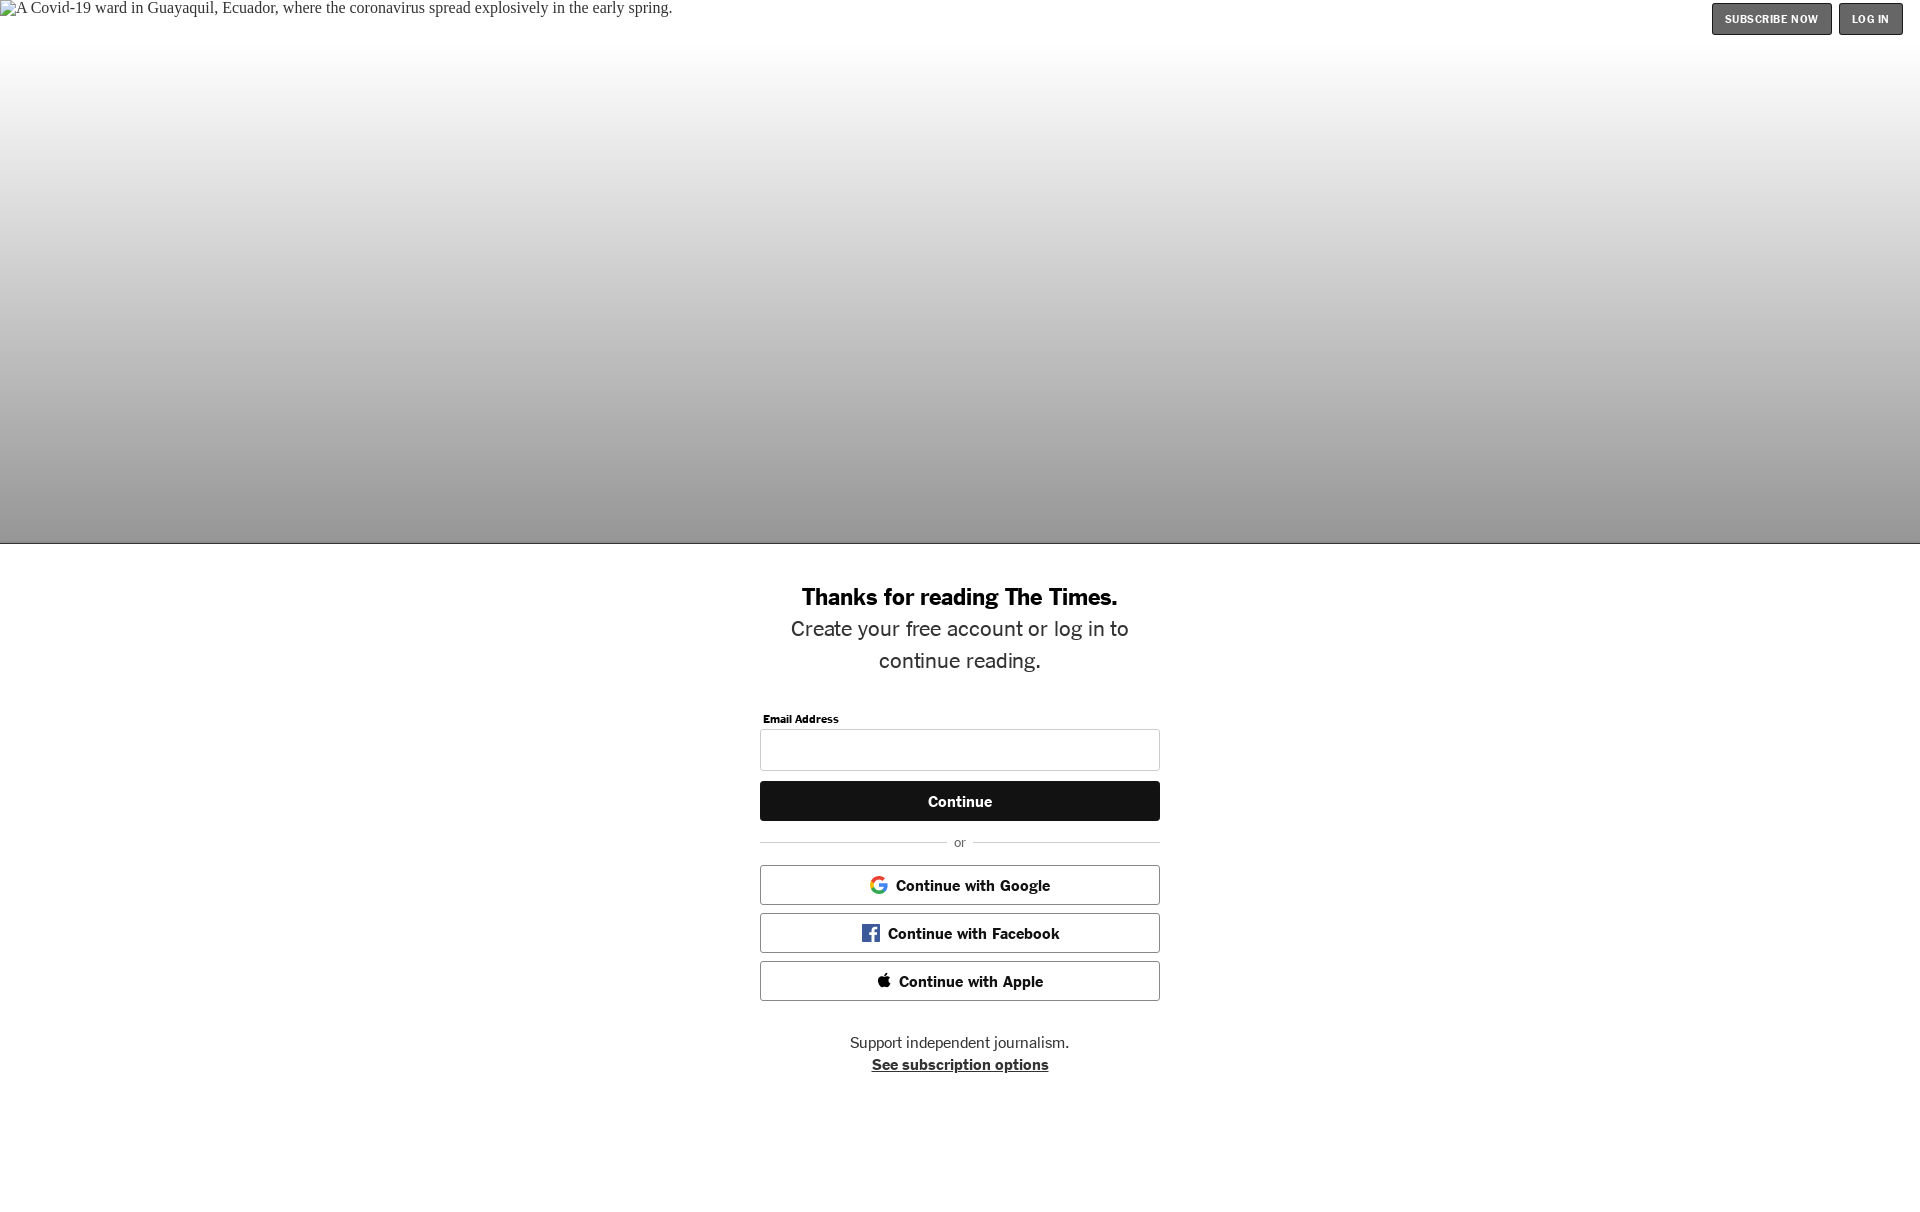 A Covid-19 ward in Guayaquil, Ecuador, where the coronavirus spread explosively in the early spring.
SUBSCRIBE NOW
LOG IN
Thanks for reading The Times.
Create your free account or log in to
continue reading.
Email Address
Continue
or
Continue with Google
Continue with Facebook
Continue with Apple
Support independent journalism.
See subscription options